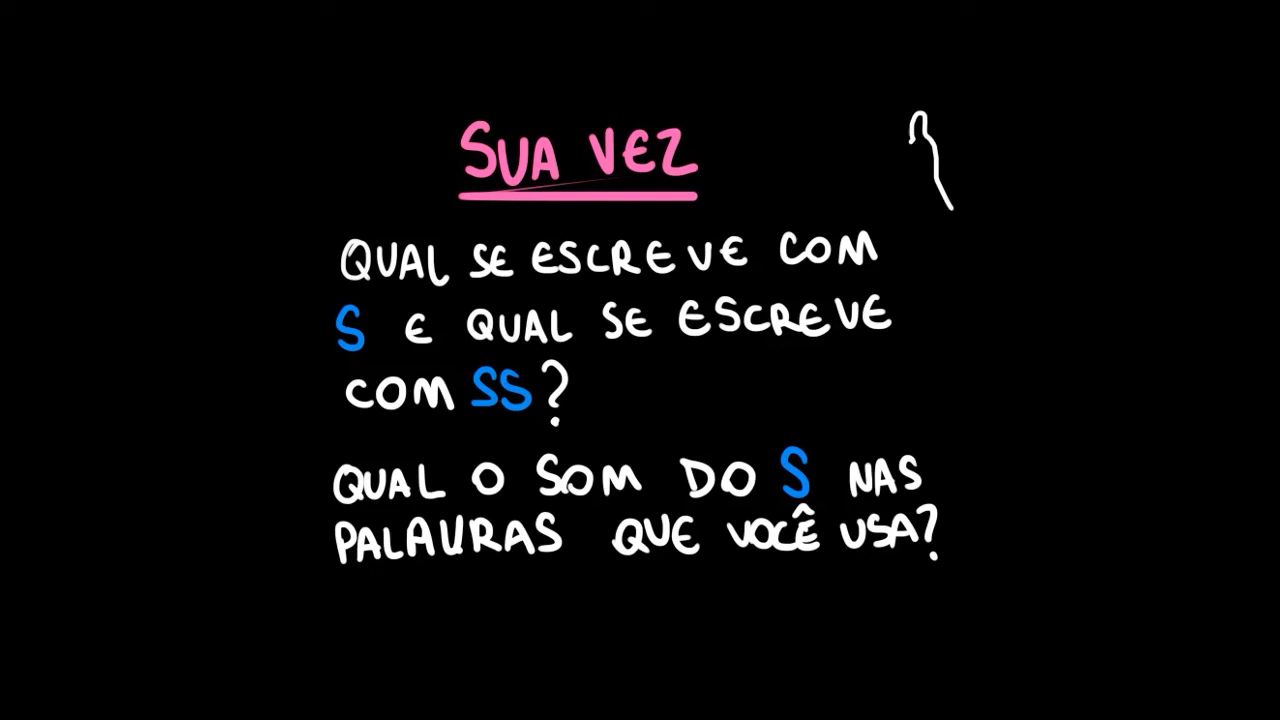 SUA VEZ
QUAL SE ESCREVE COM
S E QUAL SE ESCREVE
COM SS?
QUAL O SOM DO S NAS
PALAVRAS QUE VOCÊ USA?